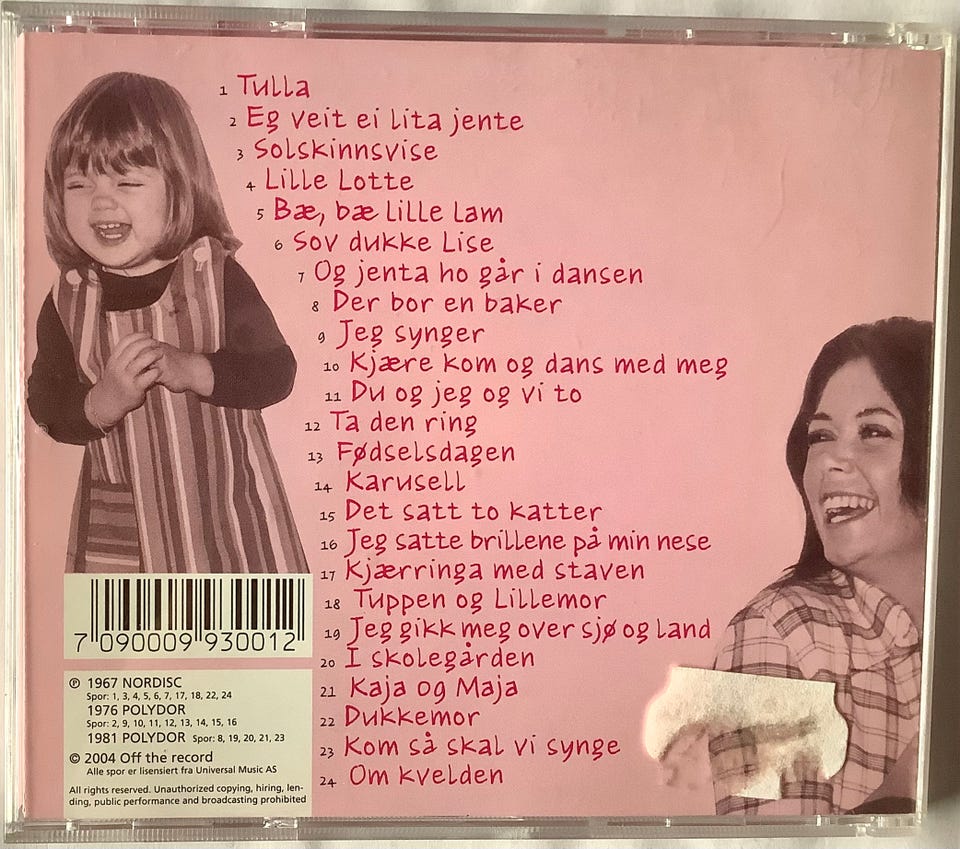 1 Tulla
2 Eg veit ei lita jente
3 Solskinnsvise
4 Lille Lotte
5 Bæ, bæ lille lam
6 Sov dukke Lise
7 Og jenta ho går i dansen
8 Der bor en baker
9 Jeg synger
10 Kjære kom og dans med meg
11 Du og jeg og vi to
12 Ta den ring
13 Fødselsdagen
14 Karusell
15 Det satt to katter
16 Jeg satte brillene på min nese
17 Kjærringa med staven
18 Tuppen og Lillemor
19 Jeg gikk meg over sjø og land
20 I skolegården
21 Kaja og Maja
22 Dukkemor
23 Kom så skal vi synge
24 Om kvelden
7 090009 930012
℗ 1967 NORDISC
Spor: 1, 3, 4, 5, 6, 7, 17, 18, 22, 24
1976 POLYDOR
Spor: 2, 9, 10, 11, 12, 13, 14, 15, 16
1981 POLYDOR Spor: 8, 19, 20, 21, 23
© 2004 Off the record
Alle spor er lisensiert fra Universal Music AS
All rights reserved. Unauthorized copying, hiring, len-
ding, public performance and broadcasting prohibited